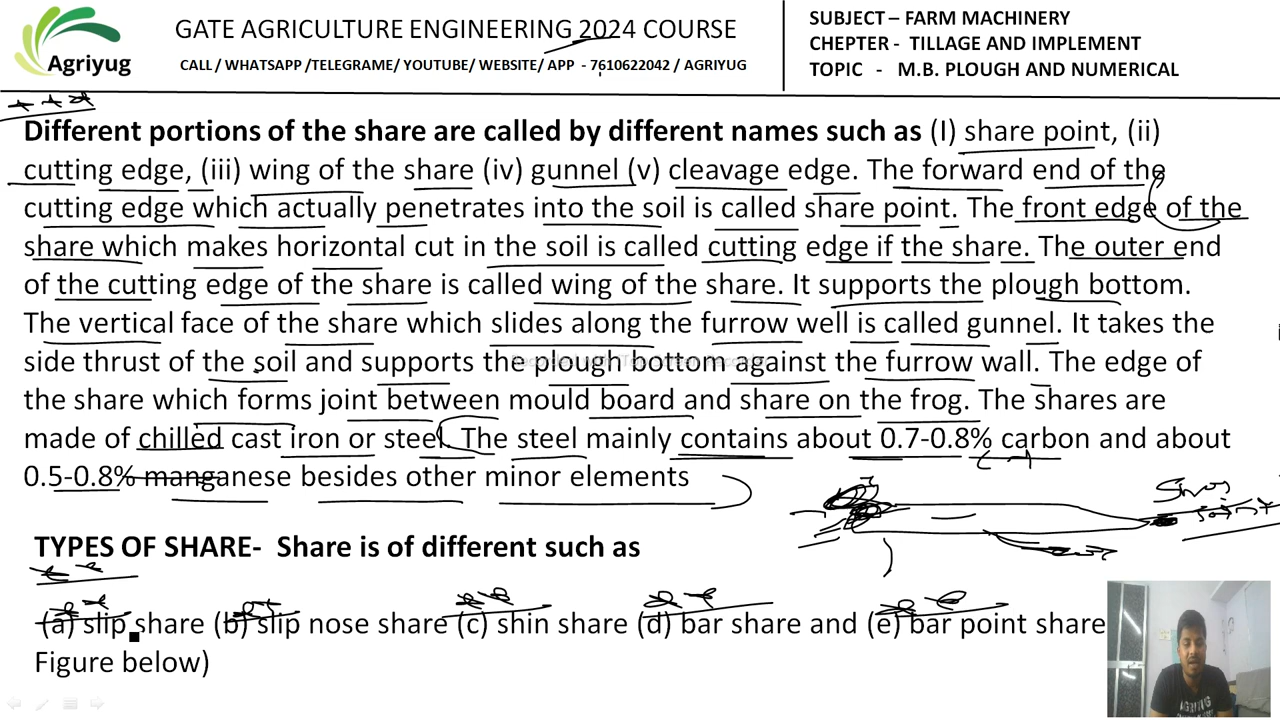 Agriyug
GATE AGRICULTURE ENGINEERING 2024 COURSE
CALL / WHATSAPP /TELEGRAME/ YOUTUBE/ WEBSITE/ APP - 7610622042 / AGRIYUG
SUBJECT – FARM MACHINERY
CHEPTER - TILLAGE AND IMPLEMENT
TOPIC - M.B. PLOUGH AND NUMERICAL
Different portions of the share are called by different names such as (I) share point, (ii)
cutting edge, (iii) wing of the share (iv) gunnel (v) cleavage edge. The forward end of the
cutting edge which actually penetrates into the soil is called share point. The front edge of the
share which makes horizontal cut in the soil is called cutting edge if the share. The outer end
of the cutting edge of the share is called wing of the share. It supports the plough bottom.
The vertical face of the share which slides along the furrow well is called gunnel. It takes the
side thrust of the soil and supports the plough bottom against the furrow wall. The edge of
the share which forms joint between mould board and share on the frog. The shares are
made of chilled cast iron or steel. The steel mainly contains about 0.7-0.8% carbon and about
0.5-0.8% manganese besides other minor elements
TYPES OF SHARE- Share is of different such as
(a) slip share (b) slip nose share (c) shin share (d) bar share and (e) bar point share
Figure below)